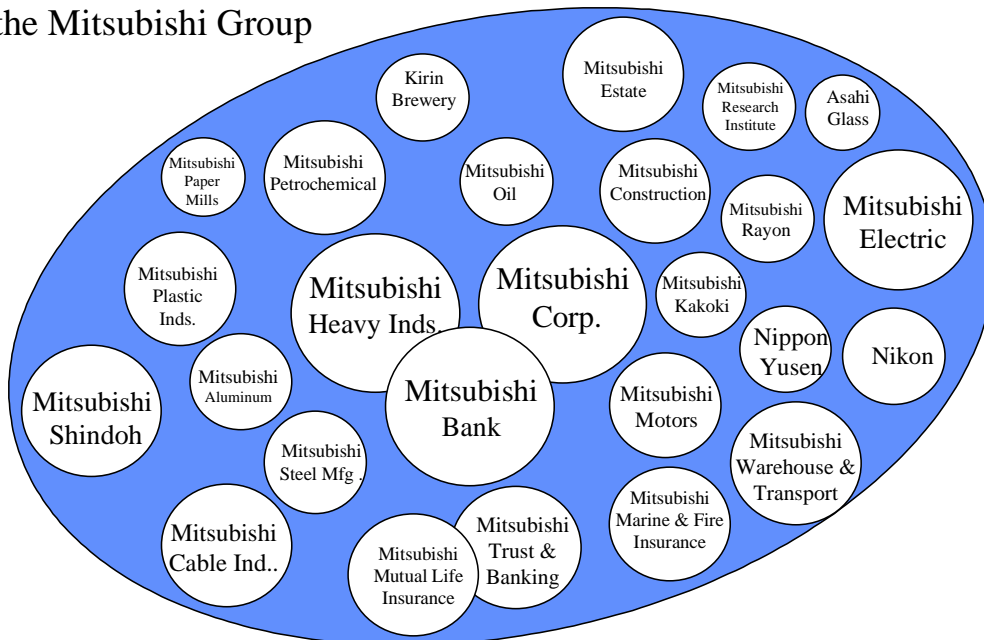 the Mitsubishi Group
Kirin
Brewery
Mitsubishi
Estate
Mitsubishi
Research
Institute
Asahi
Glass
Mitsubishi
Paper
Mills
Mitsubishi
Petrochemical
Mitsubishi
Oil
Mitsubishi
Construction
Mitsubishi
Rayon
Mitsubishi
Electric
Mitsubishi
Plastic
Inds.
Mitsubishi
Heavy Inds.
Mitsubishi
Corp.
Mitsubishi
Kakoki
Nippon
Yusen
Nikon
Mitsubishi
Shindoh
Mitsubishi
Aluminum
Mitsubishi
Bank
Mitsubishi
Motors
Mitsubishi
Steel Mfg .
Mitsubishi
Warehouse &
Transport
Mitsubishi
Cable Ind..
Mitsubishi
Mutual Life
Insurance
Mitsubishi
Trust &
Banking
Mitsubishi
Marine & Fire
Insurance